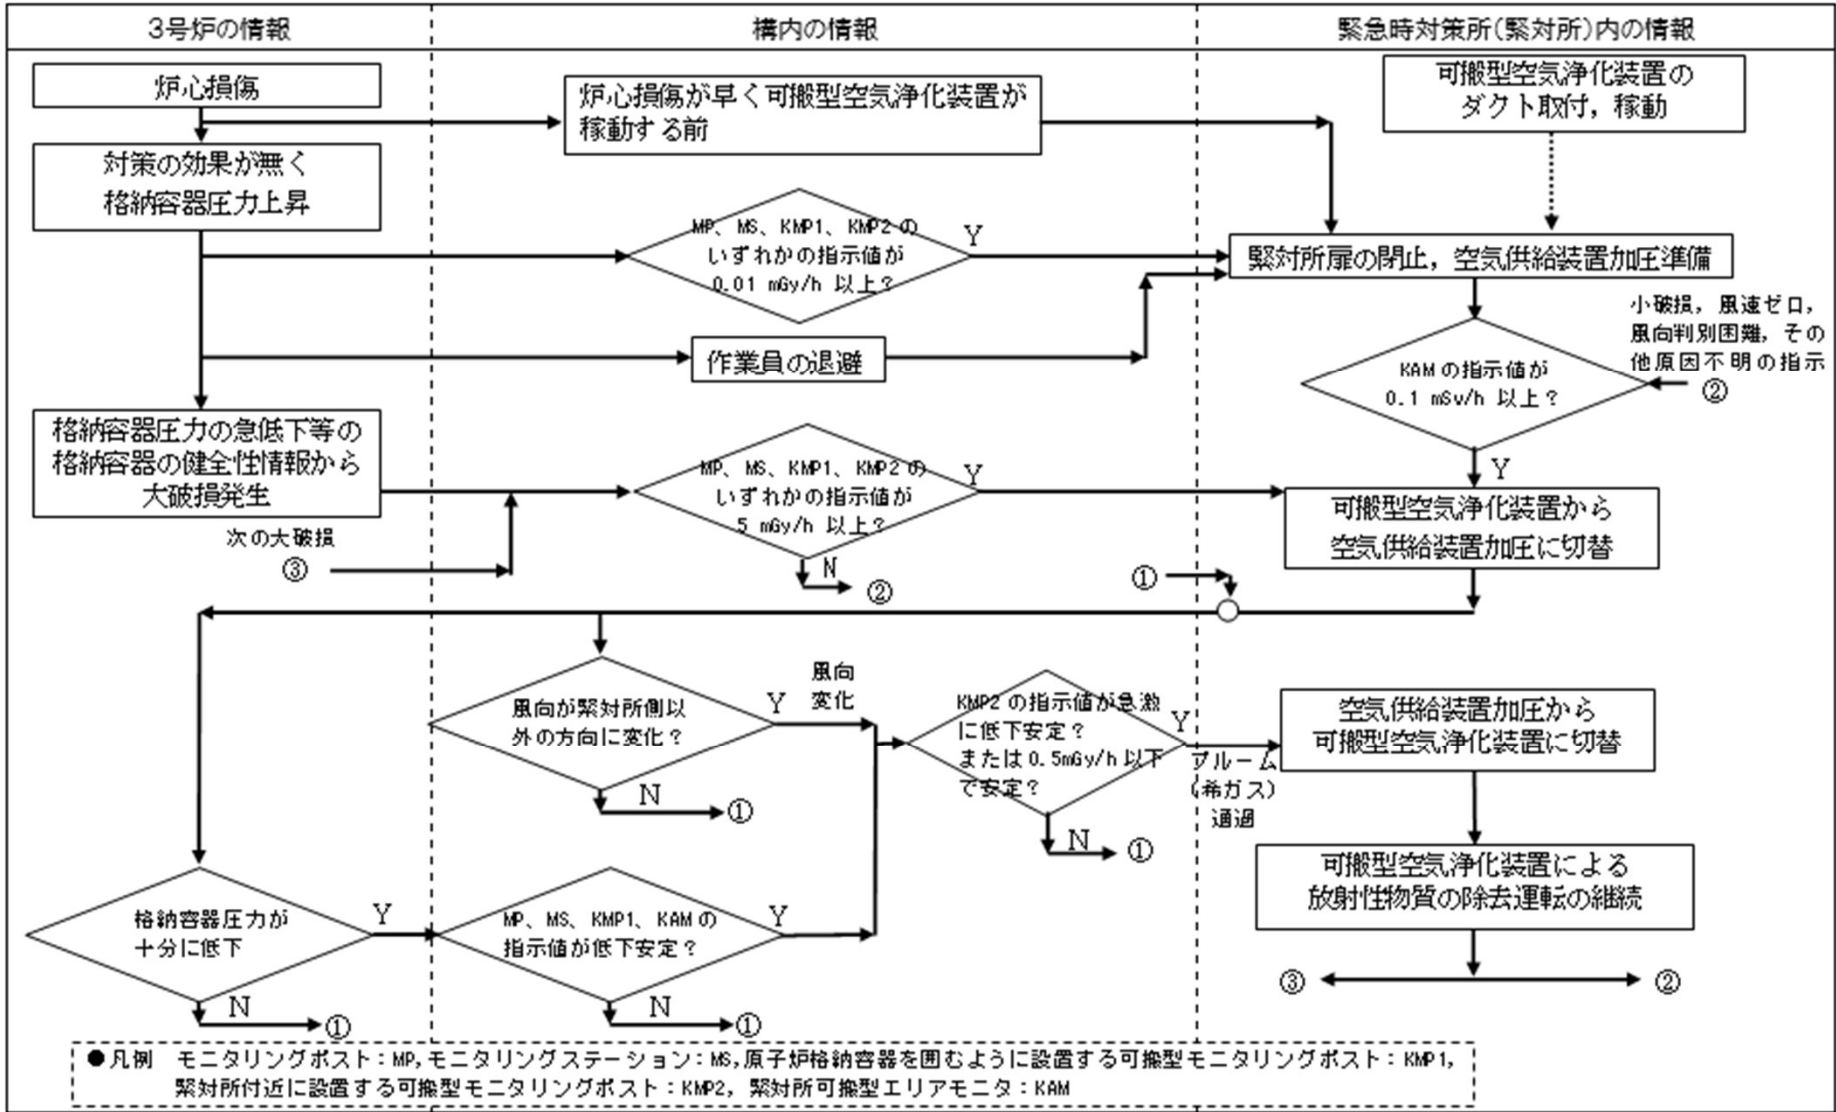 3号炉の情報
構内の情報
緊急時対策所(緊対所)内の情報
炉心損傷
炉心損傷が早く可搬型空気浄化装置が
稼動する前
可搬型空気浄化装置の
ダクト取付，稼動
対策の効果が無く
格納容器圧力上昇
MP、MS、KMP1、KMP2の
いずれかの指示値が
0.01 mGy/h 以上？
Y
緊対所扉の閉止，空気供給装置加圧準備
作業員の退避
小破損，風速ゼロ，
風向判別困難，その
他原因不明の指示
②
KAMの指示値が
0.1 mSv/h 以上？
Y
格納容器圧力の急低下等の
格納容器の健全性情報から
大破損発生
次の大破損
③
MP、MS、KMP1、KMP2の
いずれかの指示値が
5 mGy/h 以上？
Y
N
②
可搬型空気浄化装置から
空気供給装置加圧に切替
①
風向が緊対所側以
外の方向に変化？
Y
風向
変化
N
①
KMP2の指示値が急激
に低下安定？
または0.5mGy/h以下
で安定？
Y
プルーム
(希ガス)
通過
N
①
空気供給装置加圧から
可搬型空気浄化装置に切替
可搬型空気浄化装置による
放射性物質の除去運転の継続
③
②
格納容器圧力が
十分に低下
Y
N
①
MP、MS、KMP1、KAMの
指示値が低下安定？
Y
N
①
●凡例 モニタリングポスト：MP，モニタリングステーション：MS，原子炉格納容器を囲むように設置する可搬型モニタリングポスト：KMP1，
緊対所付近に設置する可搬型モニタリングポスト：KMP2，緊対所可搬型エリアモニタ：KAM